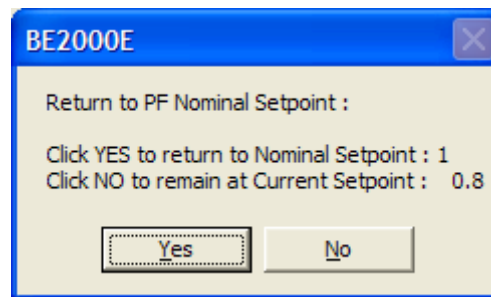 BE2000E
Return to PF Nominal Setpoint :
Click YES to return to Nominal Setpoint : 1
Click NO to remain at Current Setpoint : 0.8
Yes
No